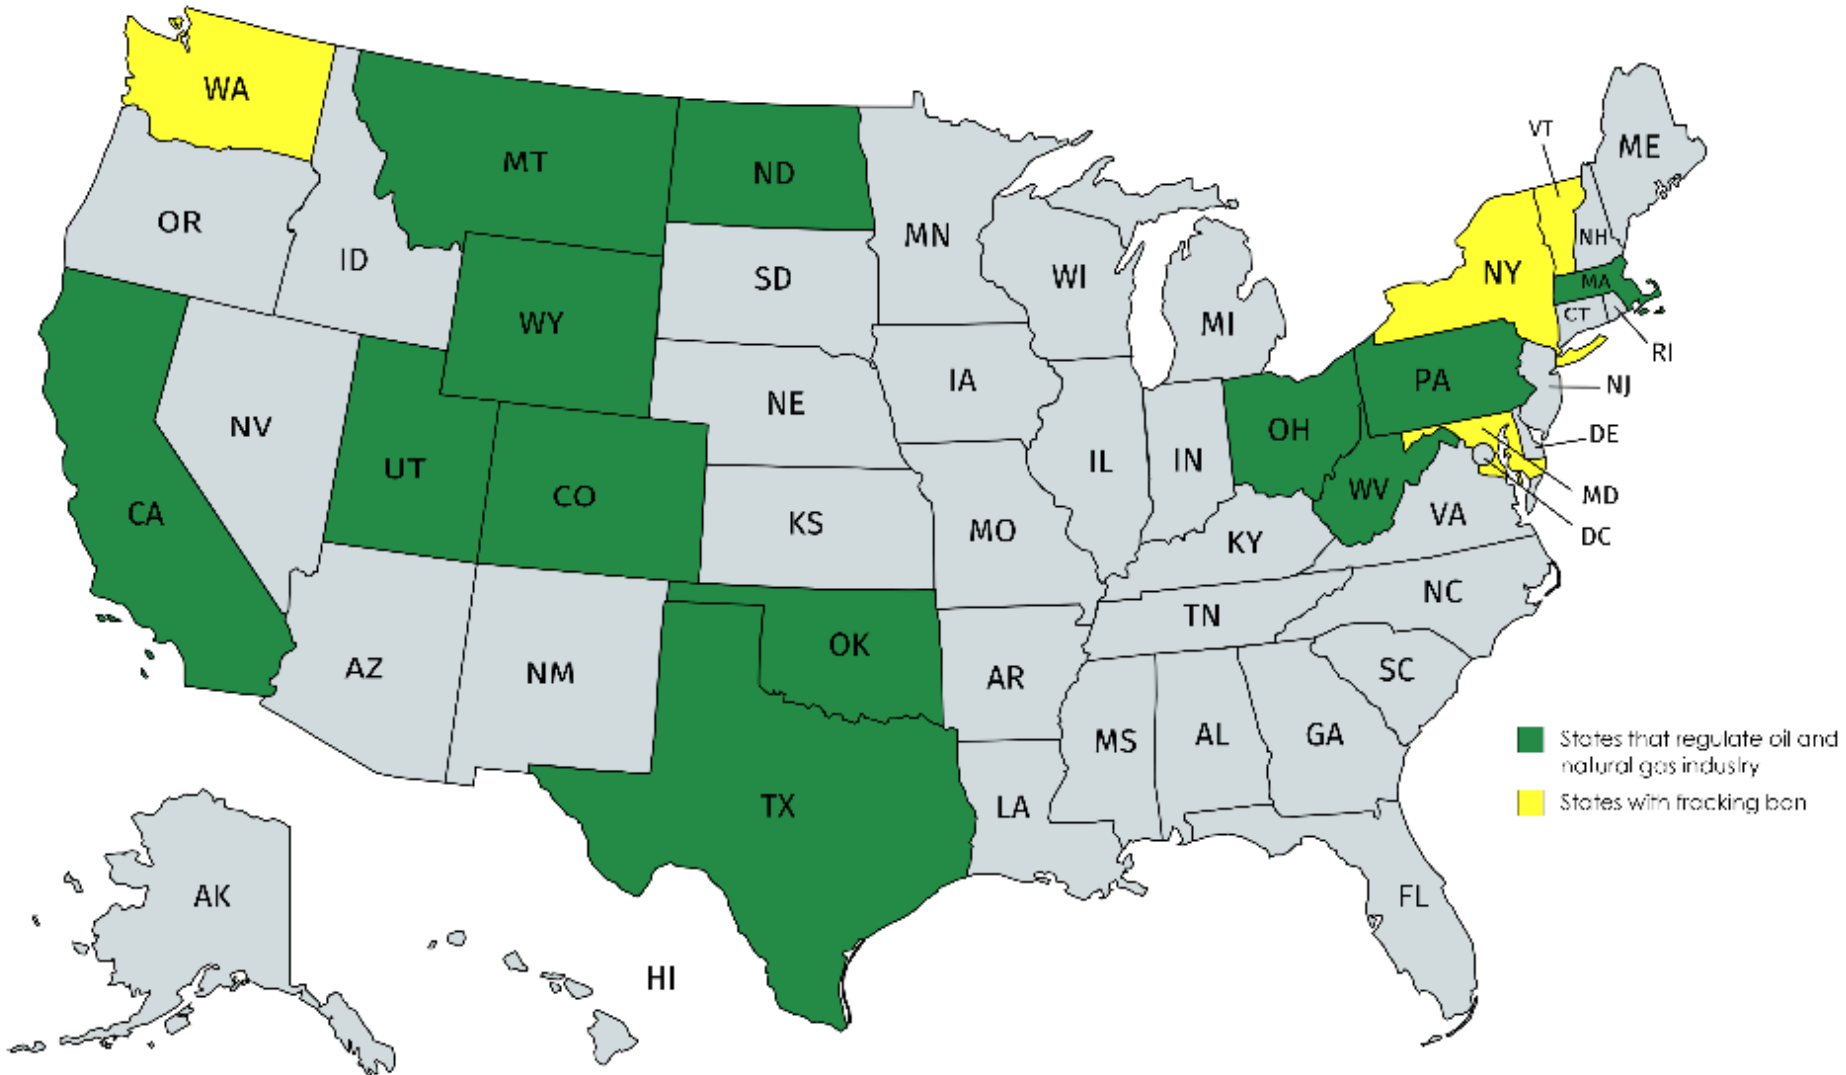 WA
VT
ME
MT
ND
OR
MN
NH
ID
SD
WI
NY
MA
WY
MI
CT
RI
IA
PA
NJ
NE
NV
OH
DE
UT
IL
IN
CO
WV
MD
CA
KS
MO
VA
DC
KY
NC
TN
OK
AZ
NM
AR
SC
MS
AL
GA
States that regulate oil and
natural gas industry
TX
LA
States with fracking ban
AK
FL
HI